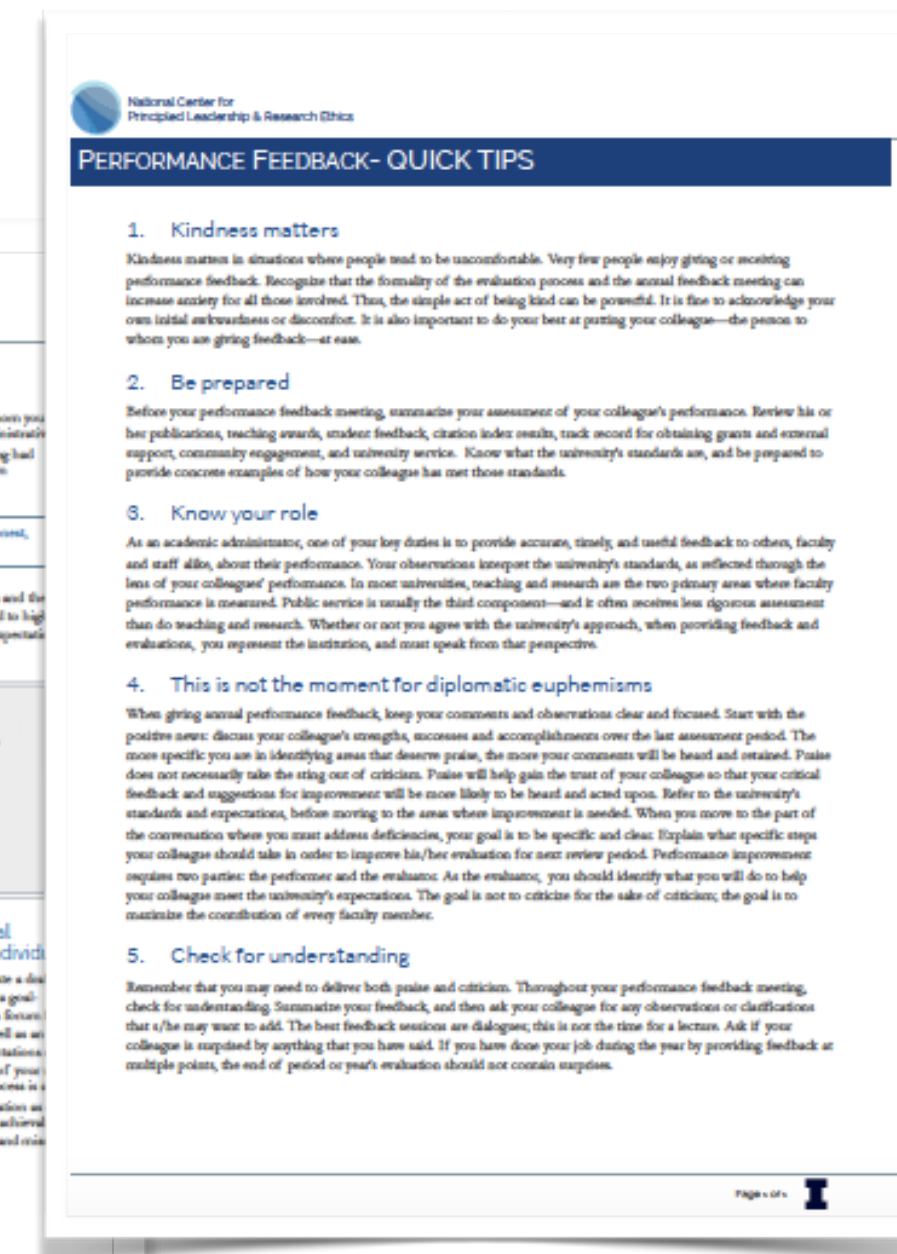 National Center for
Principled Leadership & Research Ethics
PERFORMANCE FEEDBACK- QUICK TIPS
1. Kindness matters
Kindness matters in situations where people tend to be uncomfortable. Very few people enjoy giving or receiving
performance feedback. Recognize that the formality of the evaluation process and the annual feedback meeting can
increase anxiety for all those involved. Thus, the simple act of being kind can be powerful. It is fine to acknowledge your
own initial awkwardness or discomfort. It is also important to do your best at putting your colleague—the person to
whom you are giving feedback—at ease.
2. Be prepared
Before your performance feedback meeting, summarize your assessment of your colleague's performance. Review his or
her publications, teaching awards, student feedback, citation index results, track record for obtaining grants and external
support, community engagement, and university service. Know what the university's standards are, and be prepared to
provide concrete examples of how your colleague has met those standards.
3. Know your role
As an academic administrator, one of your key duties is to provide accurate, timely, and useful feedback to others, faculty
and staff alike, about their performance. Your observations interpret the university's standards, as reflected through the
lens of your colleagues' performance. In most universities, teaching and research are the two primary areas where faculty
performance is measured. Public service is usually the third component—and it often receives less rigorous assessment
than do teaching and research. Whether or not you agree with the university's approach, when providing feedback and
evaluations, you represent the institution, and must speak from that perspective.
4. This is not the moment for diplomatic euphemisms
When giving annual performance feedback, keep your comments and observations clear and focused. Start with the
positive news: discuss your colleague's strengths, successes and accomplishments over the last assessment period. The
more specific you are in identifying areas that deserve praise, the more your comments will be heard and retained. Praise
does not necessarily take the sting out of criticism. Praise will help gain the trust of your colleague so that your critical
feedback and suggestions for improvement will be more likely to be heard and acted upon. Refer to the university's
standards and expectations, before moving to the areas where improvement is needed. When you move to the part of
the conversation where you must address deficiencies, your goal is to be specific and clear. Explain what specific steps
your colleague should take in order to improve his/her evaluation for next review period. Performance improvement
requires two parties: the performer and the evaluator. As the evaluator, you should identify what you will do to help
your colleague meet the university's expectations. The goal is not to criticize for the sake of criticism; the goal is to
maximize the contribution of every faculty member.
5. Check for understanding
Remember that you may need to deliver both praise and criticism. Throughout your performance feedback meeting,
check for understanding. Summarize your feedback, and then ask your colleague for any observations or clarifications
that s/he may want to add. The best feedback sessions are dialogues; this is not the time for a lecture. Ask if your
colleague is surprised by anything that you have said. If you have done your job during the year by providing feedback at
multiple points, the end of period or year's evaluation should not contain surprises.